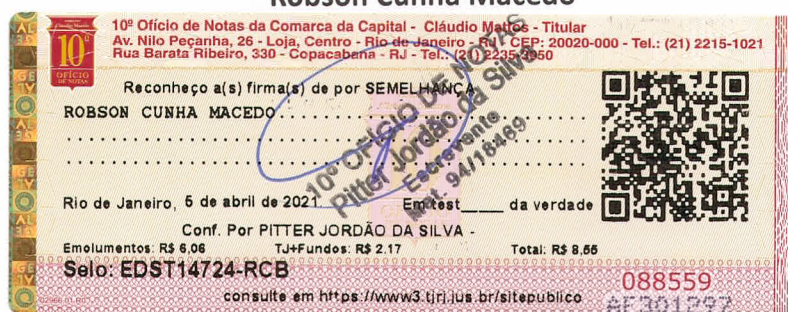 Robson Cunha Macedo
10º Ofício de Notas da Comarca da Capital - Cláudio Mattos - Titular
Av. Nilo Peçanha, 26 - Loja, Centro - Rio de Janeiro - RJ CEP: 20020-000 - Tel.: (21) 2215-1021
Rua Barata Ribeiro, 330 - Copacabana - RJ - Tel.: (21) 2235-3950
10º
OFÍCIO
DE NOTAS
Reconheço a(s) firma(s) de por SEMELHANÇA
ROBSON CUNHA MACEDO
10º OFÍCIO DE NOTAS
Pitter Jordão da Silva
Escrevente
Mat. 94/18489
Rio de Janeiro, 5 de abril de 2021 Em test____ da verdade
Conf. Por PITTER JORDÃO DA SILVA -
Emolumentos: R$ 6,06 TJ+Fundos: R$ 2,17 Total: R$ 8,55
Selo: EDST14724-RCB
088559
consulte em https://www3.tjrj.jus.br/sitepublico
AF301297